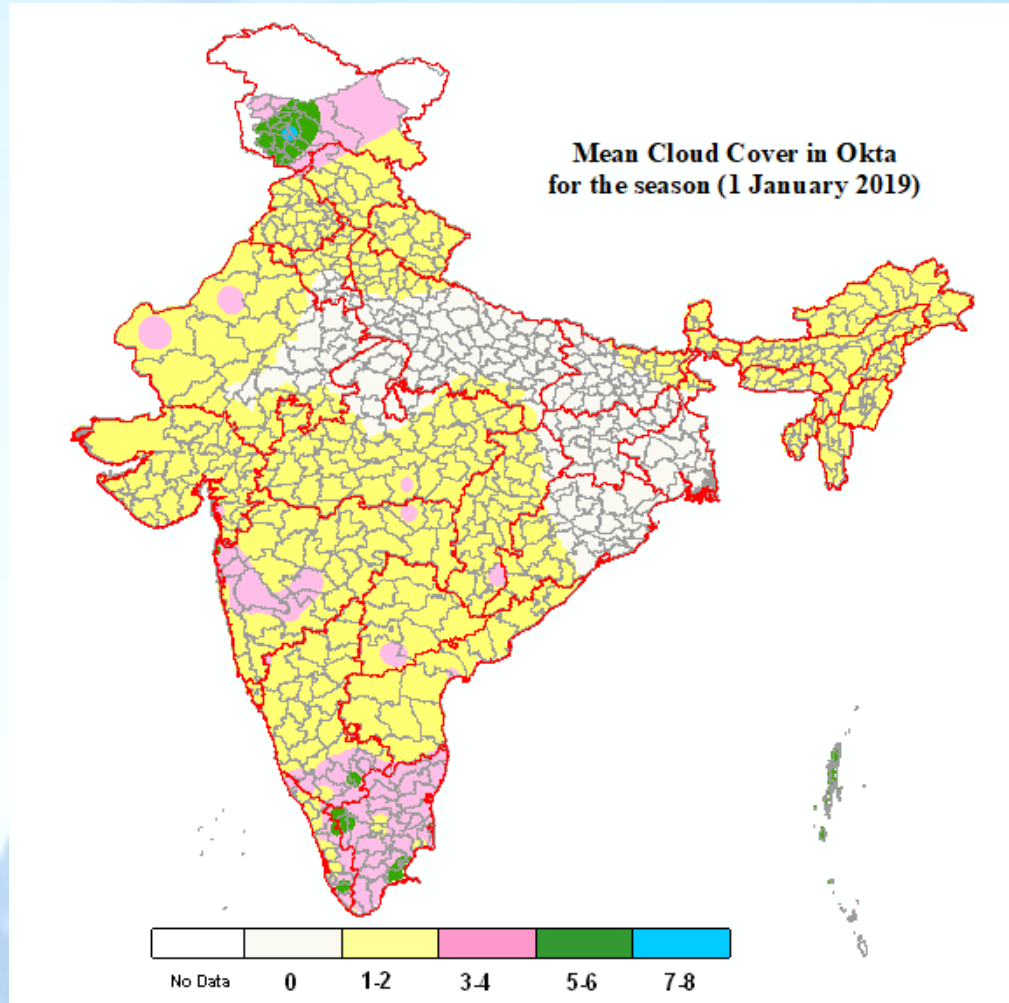 Mean Cloud Cover in Okta
for the season (1 January 2019)
No Data 0 1-2 3-4 5-6 7-8